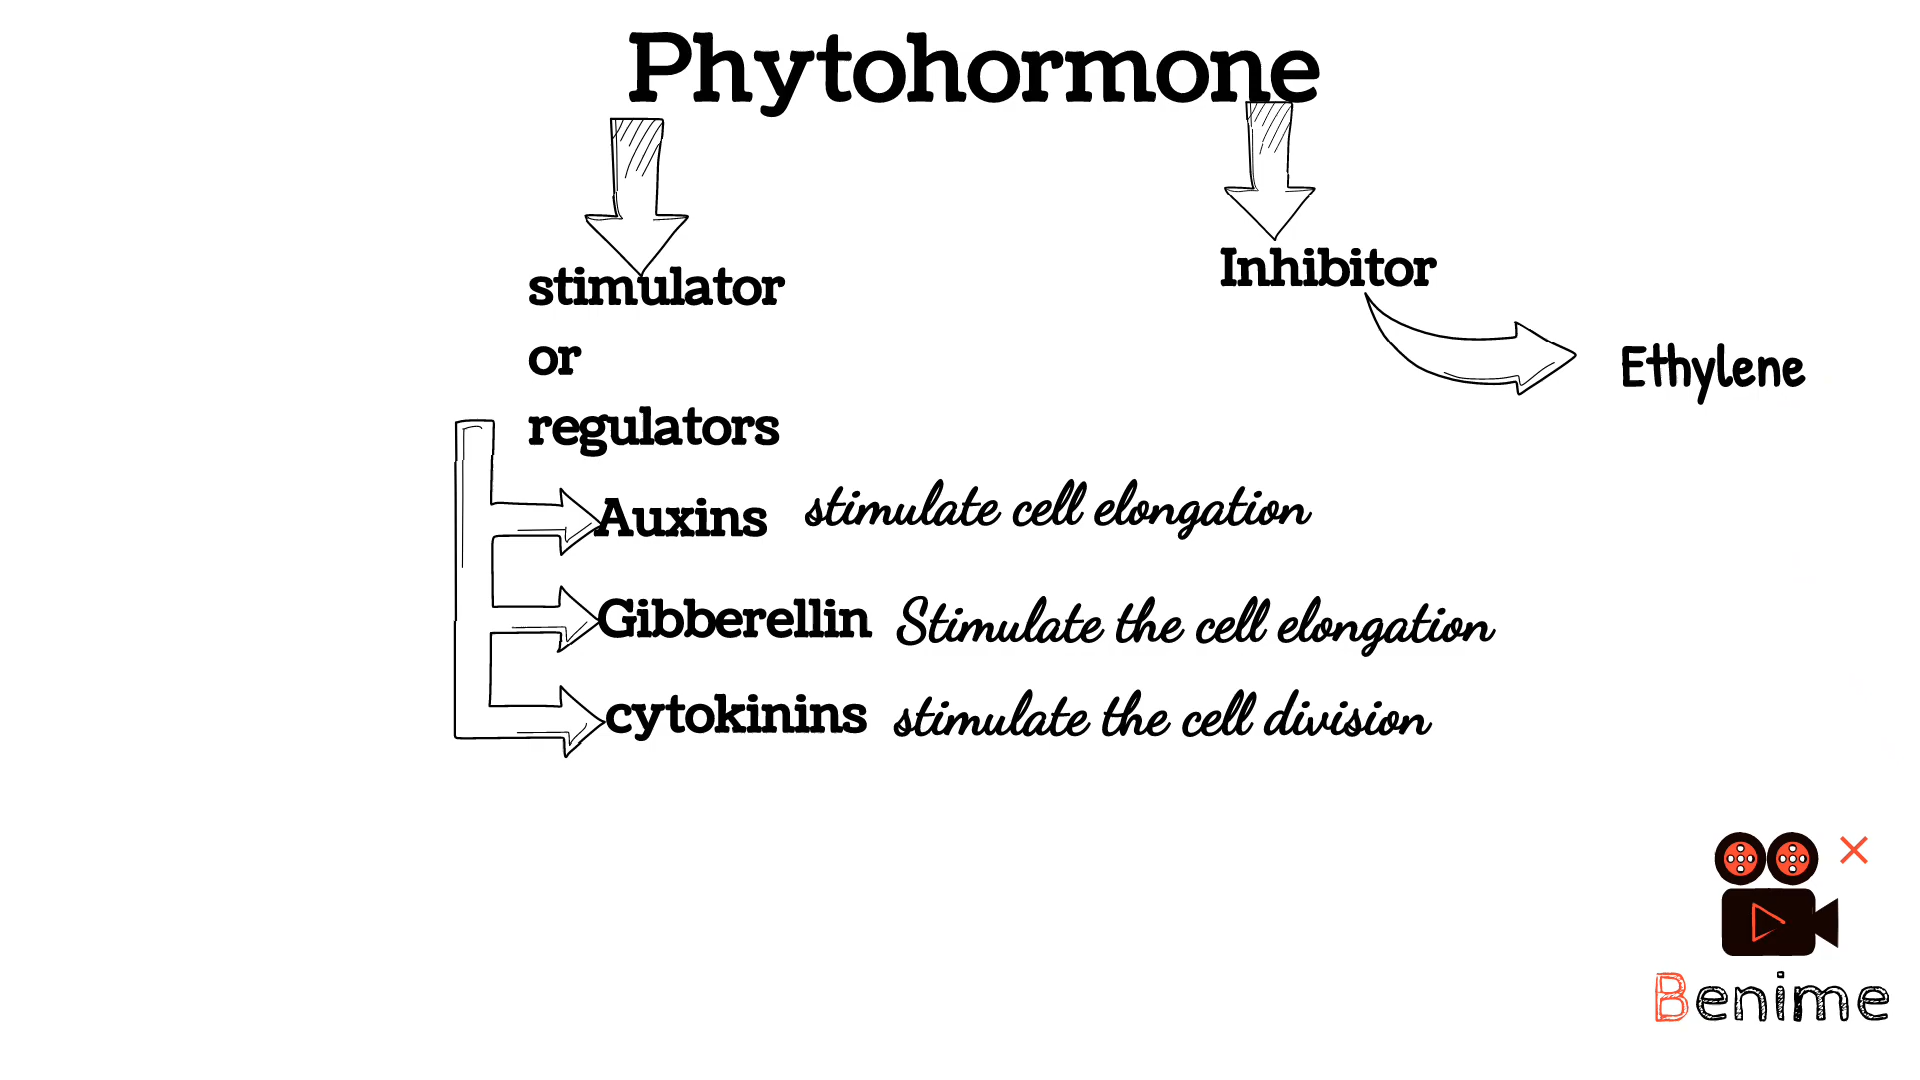 Phytohormone
stimulator
or
regulators
Inhibitor
Ethylene
Auxins stimulate cell elongation
Gibberellin Stimulate the cell elongation
cytokinins stimulate the cell division
Benime